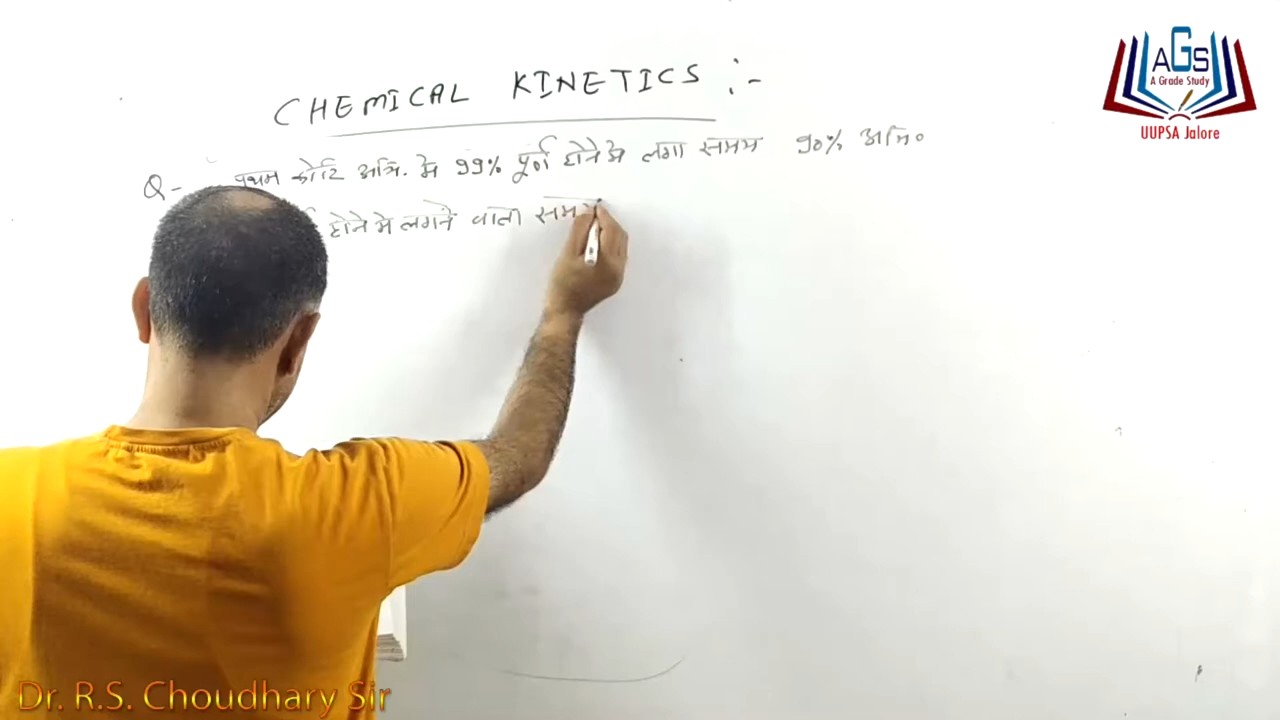 CHEMICAL KINETICS :-
Q- प्रथम कोटि अभि. मे 99% पूर्ण होने मे लगा समय 90% अभि०
होने मे लगने वाले समय
AGS
A Grade Study
UUPSA Jalore
Dr. R.S. Choudhary Sir